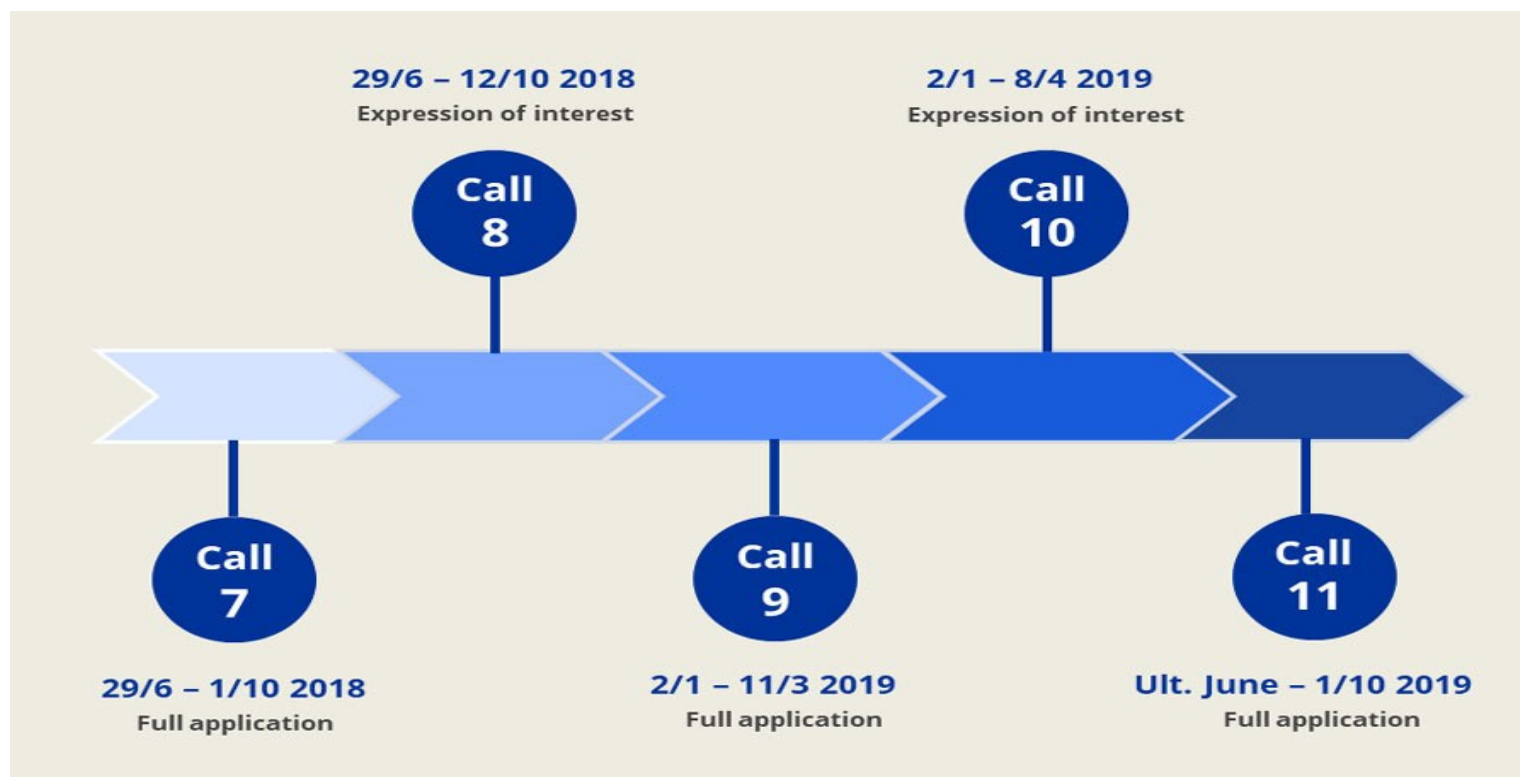 29/6 – 12/10 2018
Expression of interest
2/1 – 8/4 2019
Expression of interest
Call
8
Call
10
Call
7
Call
9
Call
11
29/6 – 1/10 2018
Full application
2/1 – 11/3 2019
Full application
Ult. June – 1/10 2019
Full application